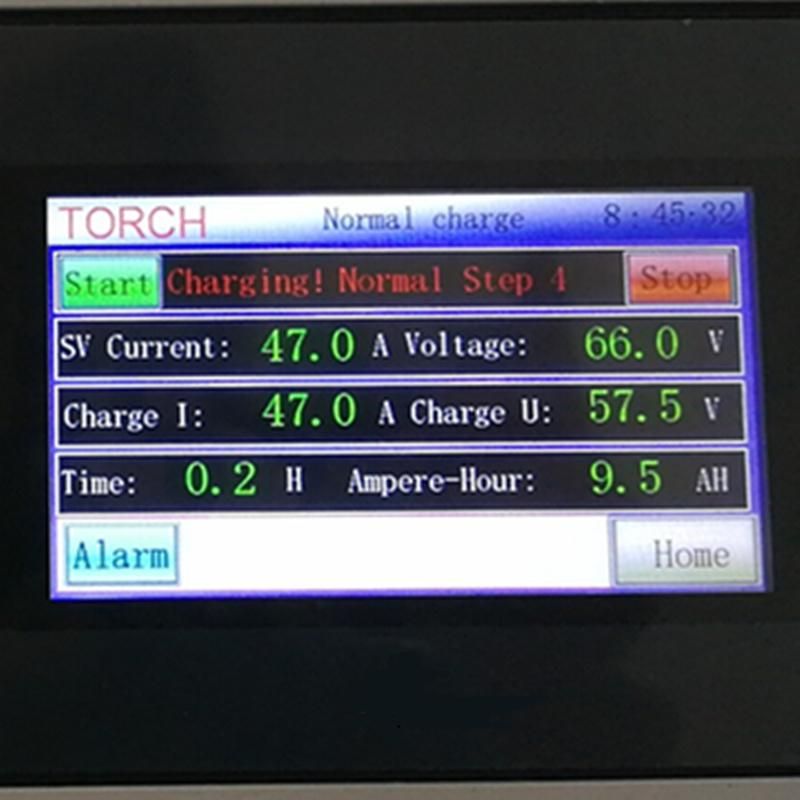 TORCH Normal charge 8:45:32
Start Charging! Normal Step 4 Stop
SV Current: 47.0 A Voltage: 66.0 V
Charge I: 47.0 A Charge U: 57.5 V
Time: 0.2 H Ampere-Hour: 9.5 AH
Alarm Home